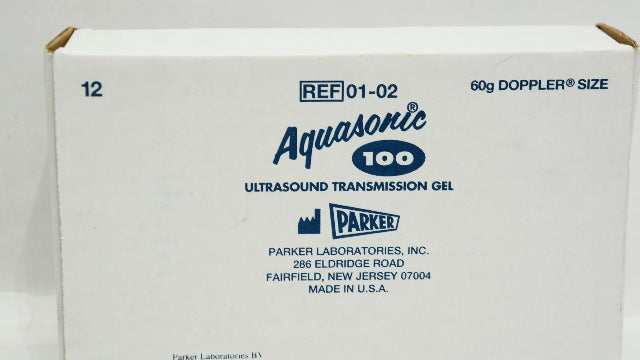 12
REF 01-02
60g DOPPLER® SIZE
Aquasonic®
100
ULTRASOUND TRANSMISSION GEL
PARKER
PARKER LABORATORIES, INC.
286 ELDRIDGE ROAD
FAIRFIELD, NEW JERSEY 07004
MADE IN U.S.A.
Parker Laboratories BV